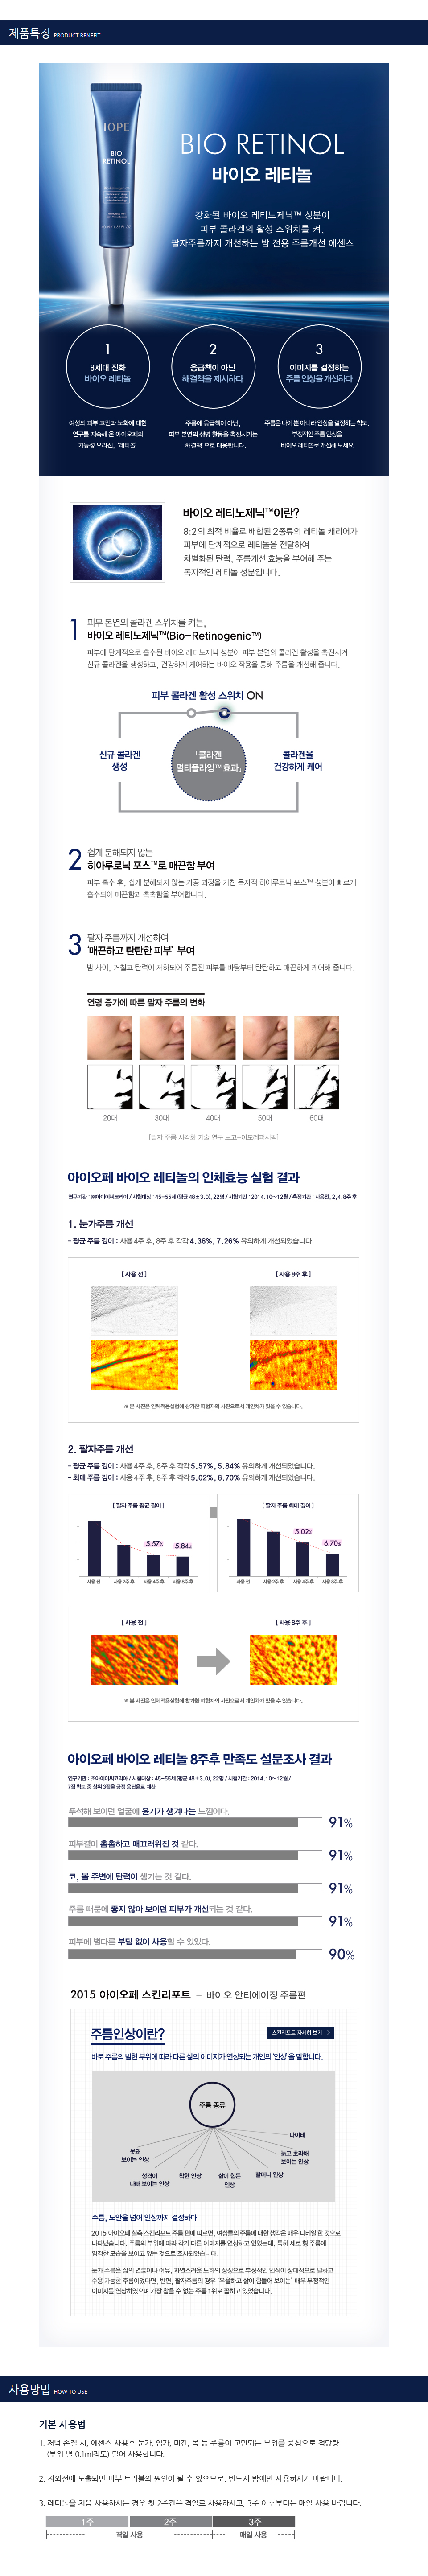 제품특징 PRODUCT BENEFIT
IOPE
BIO
RETINOL
BIO RETINOL
바이오 레티놀
강화된 바이오 레티노제닉™ 성분이
피부 콜라겐의 활성 스위치를 켜,
팔자주름까지 개선하는 밤 전용 주름개선 에센스
1
8세대 진화
바이오 레티놀
여성의 피부 고민과 노화에 대한
연구를 지속해 온 아이오페의
기능성 오리진, '레티놀'
2
응급책이 아닌
해결책을 제시하다
주름에 응급책이 아닌,
피부 본연의 생명 활동을 촉진시키는
'해결책'으로 대응합니다.
3
이미지를 결정하는
주름 인상을 개선하다
주름은 나이 뿐 아니라 인상을 결정하는 척도.
부정적인 주름 인상을
바이오 레티놀로 개선해 보세요!
바이오 레티노제닉™이란?
8:2의 최적 비율로 배합된 2종류의 레티놀 캐리어가
피부에 단계적으로 레티놀을 전달하여
차별화된 탄력, 주름개선 효능을 부여해 주는
독자적인 레티놀 성분입니다.
1 피부 본연의 콜라겐 스위치를 켜는,
바이오 레티노제닉™(Bio-Retinogenic™)
피부에 단계적으로 흡수된 바이오 레티노제닉 성분이 피부 본연의 콜라겐 활성을 촉진시켜
신규 콜라겐을 생성하고, 건강하게 케어하는 바이오 작용을 통해 주름을 개선해 줍니다.
피부 콜라겐 활성 스위치 ON
신규 콜라겐
생성
「콜라겐
멀티플라잉™ 효과」
콜라겐을
건강하게 케어
2 쉽게 분해되지 않는
히아루로닉 포스™로 매끈함 부여
피부 흡수 후, 쉽게 분해되지 않는 가공 과정을 거친 독자적 히아루로닉 포스™ 성분이 빠르게
흡수되어 매끈함과 촉촉함을 부여합니다.
3 팔자 주름까지 개선하여
'매끈하고 탄탄한 피부' 부여
밤 사이, 거칠고 탄력이 저하되어 주름진 피부를 바탕부터 탄탄하고 매끈하게 케어해 줍니다.
연령 증가에 따른 팔자 주름의 변화
20대 30대 40대 50대 60대
[팔자 주름 시각화 기술 연구 보고-아모레퍼시픽]
아이오페 바이오 레티놀의 인체효능 실험 결과
연구기관 : ㈜아이이씨코리아 / 시험대상 : 45~55세 (평균 48±3.0), 22명 / 시험기간 : 2014.10~12월 / 측정기간 : 사용전, 2,4,8주 후
1. 눈가주름 개선
- 평균 주름 깊이 : 사용 4주 후, 8주 후 각각 4.36%, 7.26% 유의하게 개선되었습니다.
[ 사용 전 ] [ 사용 8주 후 ]
※ 본 사진은 인체적용실험에 참가한 피험자의 사진으로서 개인차가 있을 수 있습니다.
2. 팔자주름 개선
- 평균 주름 깊이 : 사용 4주 후, 8주 후 각각 5.57%, 5.84% 유의하게 개선되었습니다.
- 최대 주름 깊이 : 사용 4주 후, 8주 후 각각 5.02%, 6.70% 유의하게 개선되었습니다.
[ 팔자 주름 평균 깊이 ]
5.57% 5.84%
사용 전 사용 2주 후 사용 4주 후 사용 8주 후
[ 팔자 주름 최대 깊이 ]
5.02% 6.70%
사용 전 사용 2주 후 사용 4주 후 사용 8주 후
[ 사용 전 ] [ 사용 8주 후 ]
※ 본 사진은 인체적용실험에 참가한 피험자의 사진으로서 개인차가 있을 수 있습니다.
아이오페 바이오 레티놀 8주후 만족도 설문조사 결과
연구기관 : ㈜아이이씨코리아 / 시험대상 : 45~55세 (평균 48±3.0), 22명 / 시험기간 : 2014.10~12월 /
7점 척도 중 상위 3점을 긍정 응답율로 계산
푸석해 보이던 얼굴에 윤기가 생겨나는 느낌이다.
91%
피부결이 촘촘하고 매끄러워진 것 같다.
91%
코, 볼 주변에 탄력이 생기는 것 같다.
91%
주름 때문에 좋지 않아 보이던 피부가 개선되는 것 같다.
91%
피부에 별다른 부담 없이 사용할 수 있었다.
90%
2015 아이오페 스킨리포트 - 바이오 안티에이징 주름편
주름인상이란?
스킨리포트 자세히 보기 >
바로 주름의 발현 부위에 따라 다른 삶의 이미지가 연상되는 개인의 '인상'을 말합니다.
주름 종류
나이테
못돼
보이는 인상
늙고 초라해
보이는 인상
성격이
나빠 보이는 인상
착한 인상
삶이 힘든
인상
할머니 인상
주름, 노안을 넘어 인상까지 결정하다
2015 아이오페 실측 스킨리포트 주름 편에 따르면, 여성들의 주름에 대한 생각은 매우 디테일 한 것으로
나타났습니다. 주름의 부위에 따라 각기 다른 이미지를 연상하고 있었는데, 특히 세로 형 주름에
엄격한 모습을 보이고 있는 것으로 조사되었습니다.
눈가 주름은 삶의 연륜이나 여유, 자연스러운 노화의 상징으로 부정적인 인식이 상대적으로 덜하고
수용 가능한 주름이었다면, 반면, 팔자주름의 경우 '우울하고 삶이 힘들어 보이는' 매우 부정적인
이미지를 연상하였으며 가장 참을 수 없는 주름 1위로 꼽히고 있었습니다.
사용방법 HOW TO USE
기본 사용법
1. 저녁 손질 시, 에센스 사용후 눈가, 입가, 미간, 목 등 주름이 고민되는 부위를 중심으로 적당량
(부위 별 0.1ml정도) 덜어 사용합니다.
2. 자외선에 노출되면 피부 트러블의 원인이 될 수 있으므로, 반드시 밤에만 사용하시기 바랍니다.
3. 레티놀을 처음 사용하시는 경우 첫 2주간은 격일로 사용하시고, 3주 이후부터는 매일 사용 바랍니다.
1주 2주 3주
격일 사용 매일 사용